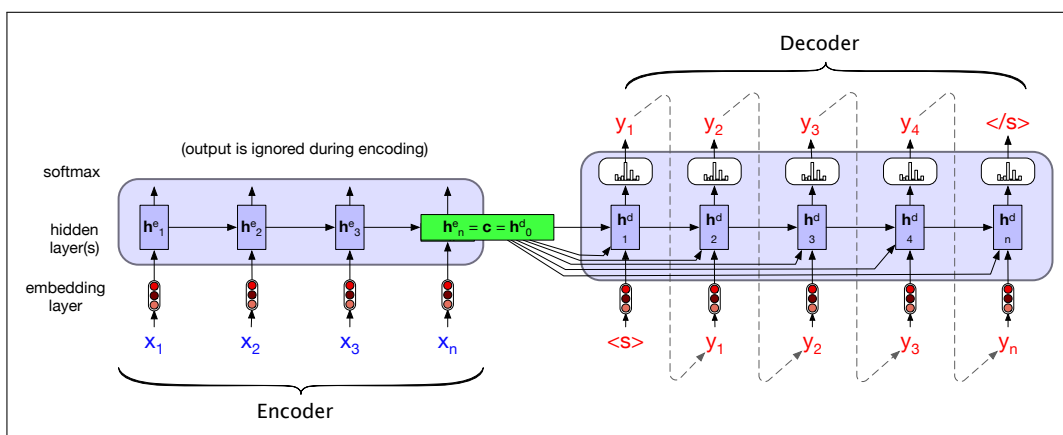 Decoder
y1 y2 y3 y4 </s>
(output is ignored during encoding)
softmax
hidden
layer(s)
he1 he2 he3 hen = c = hd0 hd1 hd2 hd3 hd4 hdn
embedding
layer
x1 x2 x3 xn <s> y1 y2 y3 yn
Encoder